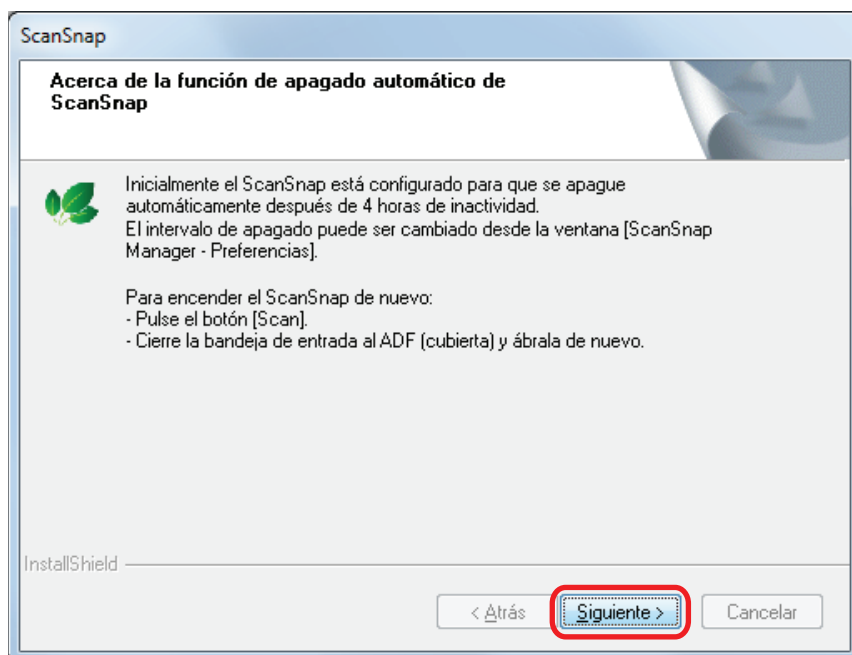 ScanSnap
Acerca de la función de apagado automático de
ScanSnap
Inicialmente el ScanSnap está configurado para que se apague
automáticamente después de 4 horas de inactividad.
El intervalo de apagado puede ser cambiado desde la ventana [ScanSnap
Manager - Preferencias].
Para encender el ScanSnap de nuevo:
- Pulse el botón [Scan].
- Cierre la bandeja de entrada al ADF (cubierta) y ábrala de nuevo.
InstallShield
< Atrás Siguiente > Cancelar